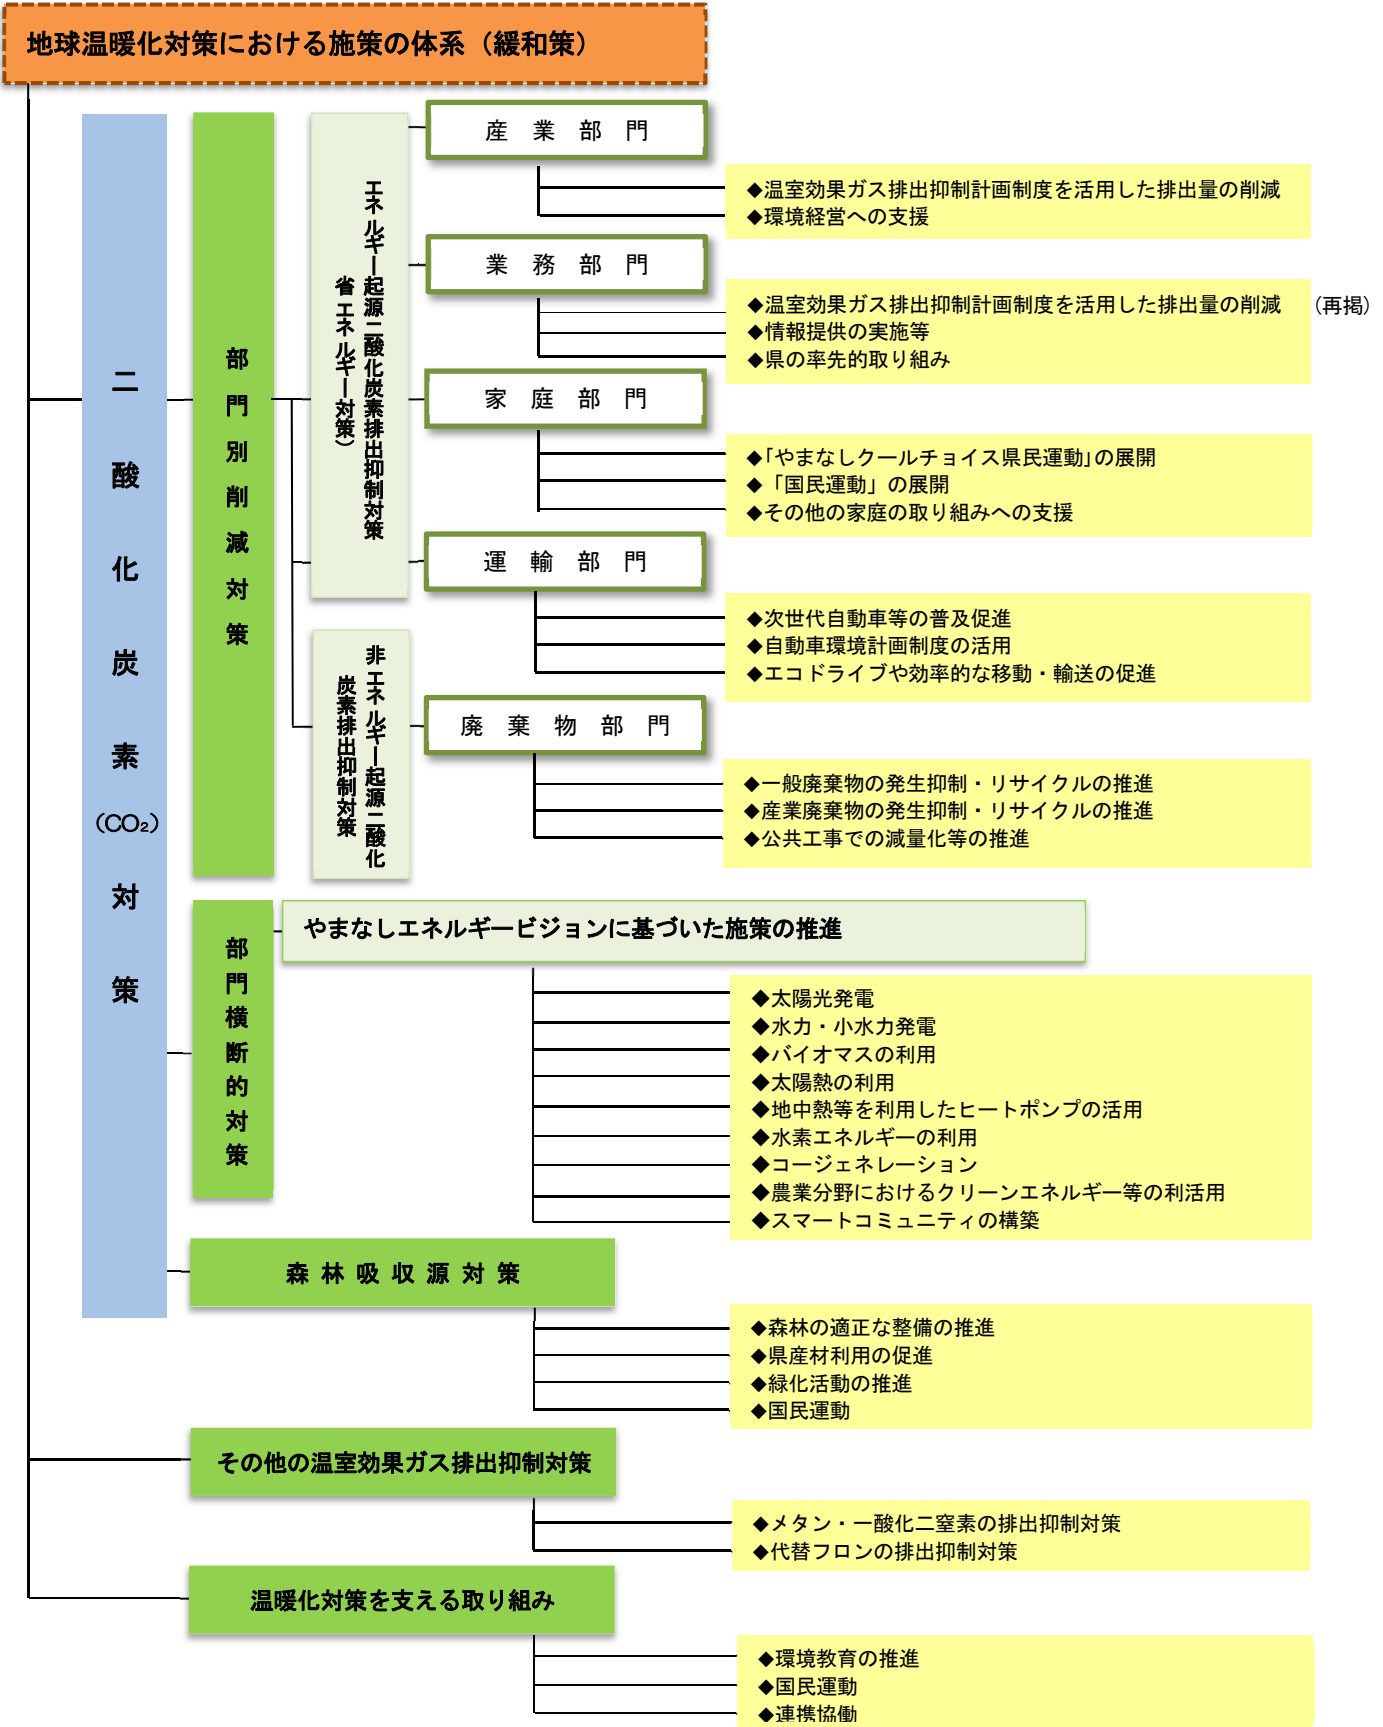 地球温暖化対策における施策の体系（緩和策）
二酸化炭素（CO₂）対策
部門別削減対策
エネルギー起源二酸化炭素排出抑制対策
省エネルギー対策）
産業部門
◆温室効果ガス排出抑制計画制度を活用した排出量の削減
◆環境経営への支援
業務部門
◆温室効果ガス排出抑制計画制度を活用した排出量の削減　（再掲）
◆情報提供の実施等
◆県の率先的取り組み
家庭部門
◆「やまなしクールチョイス県民運動」の展開
◆「国民運動」の展開
◆その他の家庭の取り組みへの支援
運輸部門
◆次世代自動車等の普及促進
◆自動車環境計画制度の活用
◆エコドライブや効率的な移動・輸送の促進
非エネルギー起源二酸化
炭素排出抑制対策
廃棄物部門
◆一般廃棄物の発生抑制・リサイクルの推進
◆産業廃棄物の発生抑制・リサイクルの推進
◆公共工事での減量化等の推進
部門横断的対策
やまなしエネルギービジョンに基づいた施策の推進
◆太陽光発電
◆水力・小水力発電
◆バイオマスの利用
◆太陽熱の利用
◆地中熱等を利用したヒートポンプの活用
◆水素エネルギーの利用
◆コージェネレーション
◆農業分野におけるクリーンエネルギー等の利活用
◆スマートコミュニティの構築
森林吸収源対策
◆森林の適正な整備の推進
◆県産材利用の促進
◆緑化活動の推進
◆国民運動
その他の温室効果ガス排出抑制対策
◆メタン・一酸化二窒素の排出抑制対策
◆代替フロンの排出抑制対策
温暖化対策を支える取り組み
◆環境教育の推進
◆国民運動
◆連携協働